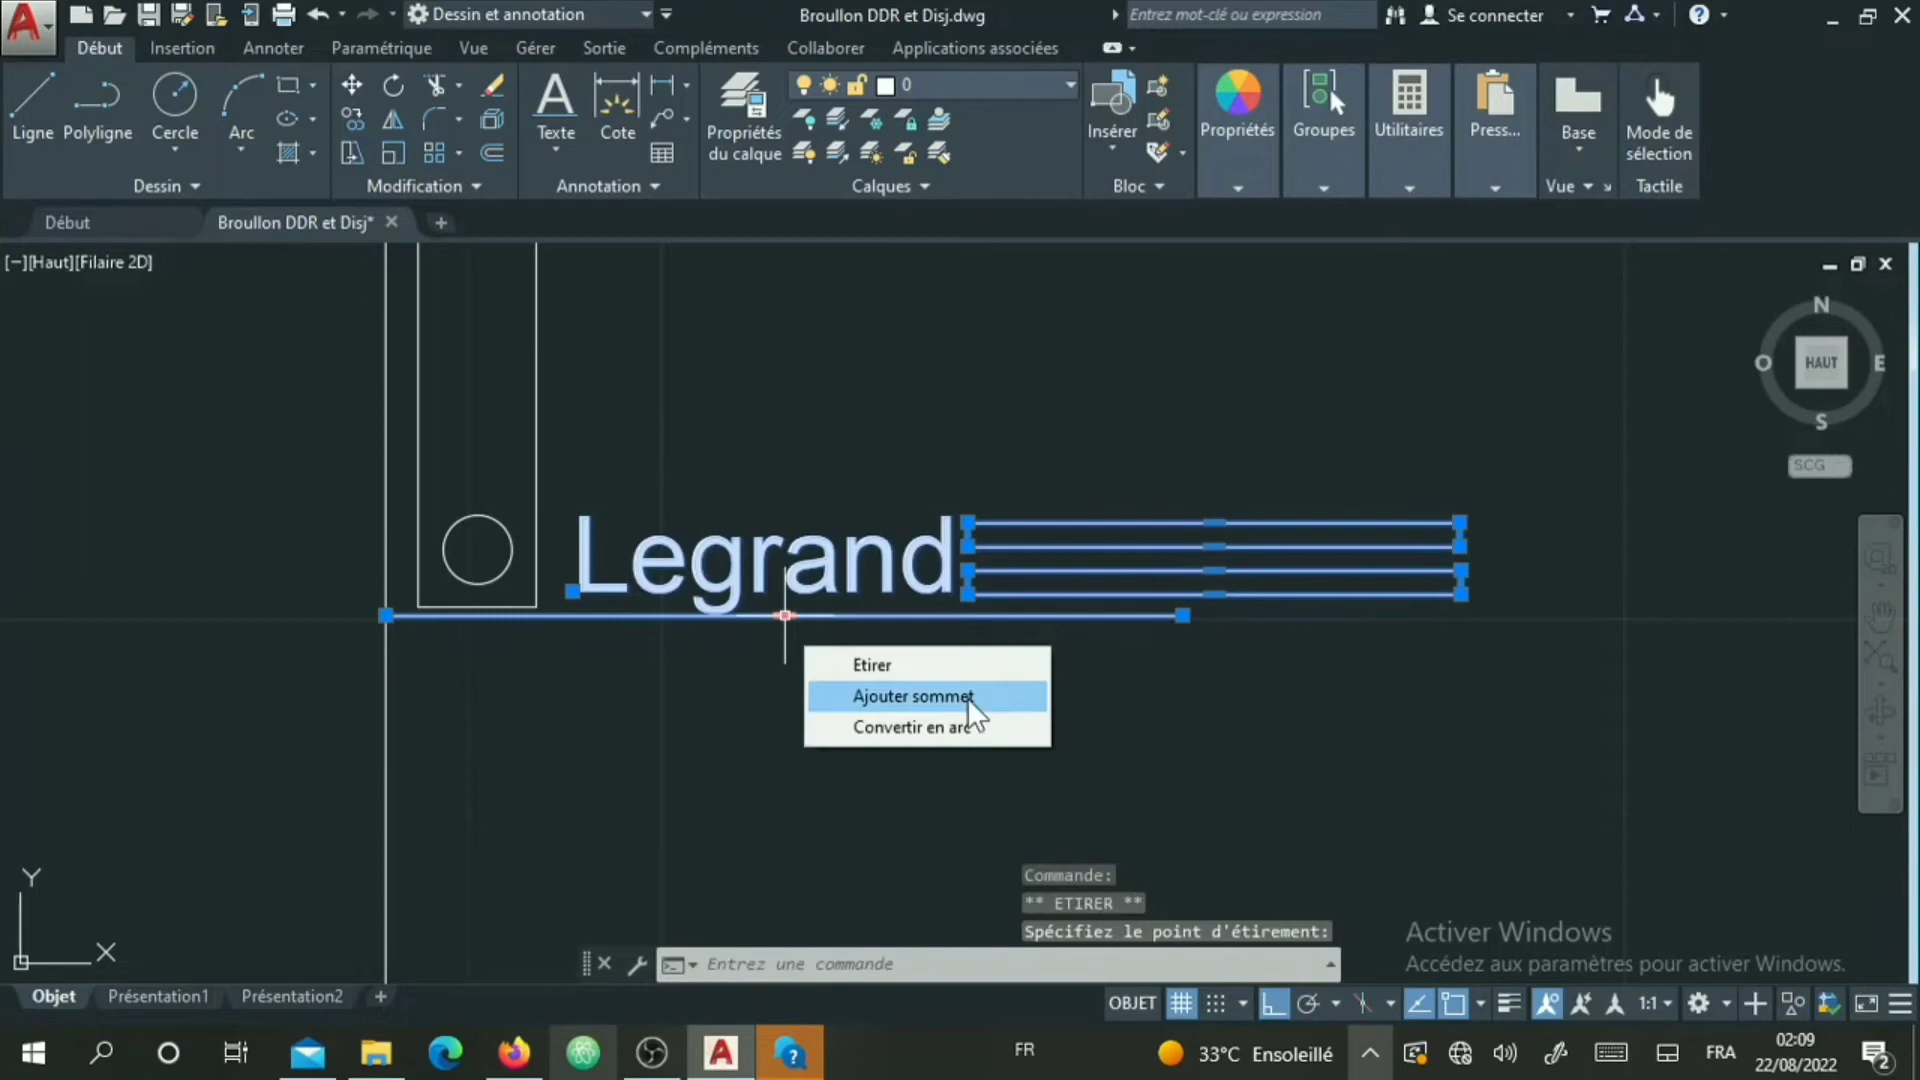 Dessin et annotation
Broullon DDR et Disj.dwg
Entrez mot-clé ou expression
Se connecter
Début Insertion Annoter Paramétrique Vue Gérer Sortie Compléments Collaborer Applications associées
0
Ligne Polyligne Cercle Arc
Texte Cote
Propriétés du calque
Insérer
Propriétés Groupes Utilitaires Press... Base
Mode de sélection
Dessin Modification Annotation Calques Bloc Vue Tactile
Début
Broullon DDR et Disj*
[−][Haut][Filaire 2D]
N
O HAUT E
S
SCG
Legrand
Etirer
Ajouter sommet
Convertir en arc
Y
X
Commande:
** ETIRER **
Spécifiez le point d'étirement:
Entrez une commande
Activer Windows
Accédez aux paramètres pour activer Windows.
Objet Présentation1 Présentation2
OBJET
1:1
FR
33°C Ensoleillé
FRA
02:09
22/08/2022
2